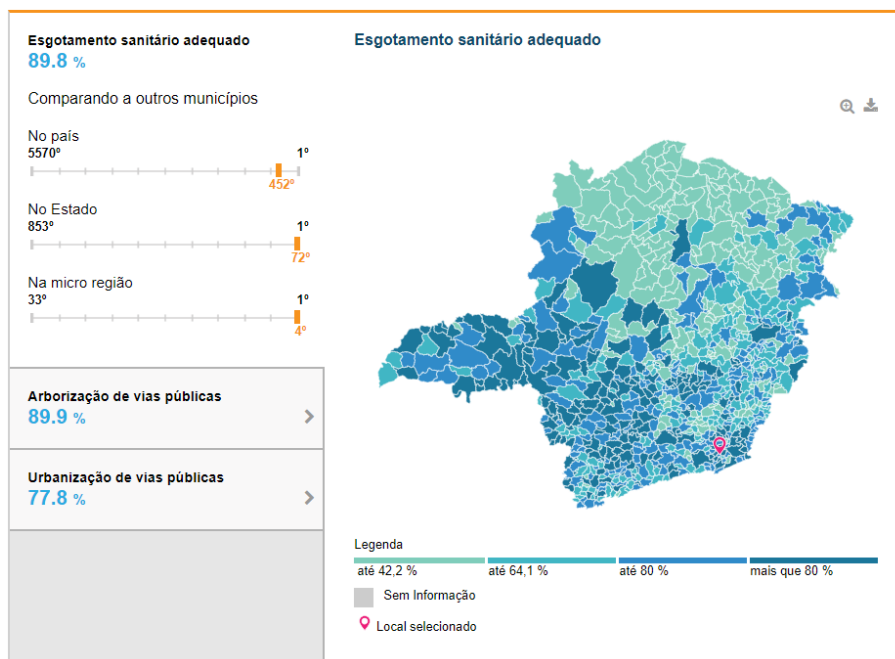 Esgotamento sanitário adequado
89.8 %
Comparando a outros municípios
No país
5570º 1º
452º
No Estado
853º 1º
72º
Na micro região
33º 1º
4º
Arborização de vias públicas
89.9 %
Urbanização de vias públicas
77.8 %
Esgotamento sanitário adequado
Legenda
até 42,2 % até 64,1 % até 80 % mais que 80 %
Sem Informação
Local selecionado